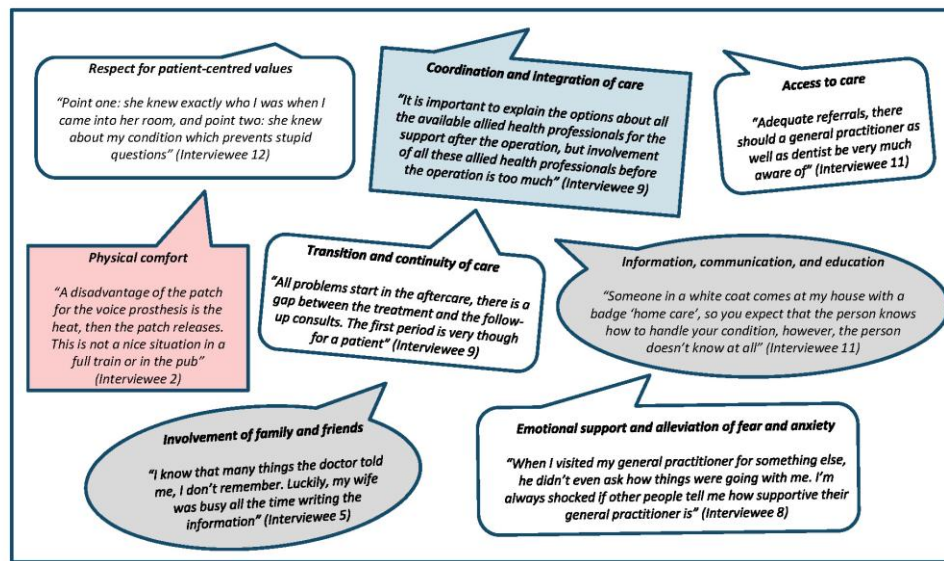 Respect for patient-centred values
"Point one: she knew exactly who I was when I
came into her room, and point two: she knew
about my condition which prevents stupid
questions" (Interviewee 12)
Coordination and integration of care
"It is important to explain the options about all
the available allied health professionals for the
support after the operation, but involvement
of all these allied health professionals before
the operation is too much" (Interviewee 9)
Access to care
"Adequate referrals, there
should a general practitioner as
well as dentist be very much
aware of" (Interviewee 11)
Physical comfort
"A disadvantage of the patch
for the voice prosthesis is the
heat, then the patch releases.
This is not a nice situation in a
full train or in the pub"
(Interviewee 2)
Transition and continuity of care
"All problems start in the aftercare, there is a
gap between the treatment and the follow-
up consults. The first period is very though
for a patient" (Interviewee 9)
Information, communication, and education
"Someone in a white coat comes at my house with a
badge 'home care', so you expect that the person knows
how to handle your condition, however, the person
doesn't know at all" (Interviewee 11)
Involvement of family and friends
"I know that many things the doctor told
me, I don't remember. Luckily, my wife
was busy all the time writing the
information" (Interviewee 5)
Emotional support and alleviation of fear and anxiety
"When I visited my general practitioner for something else,
he didn't even ask how things were going with me. I'm
always shocked if other people tell me how supportive their
general practitioner is" (Interviewee 8)